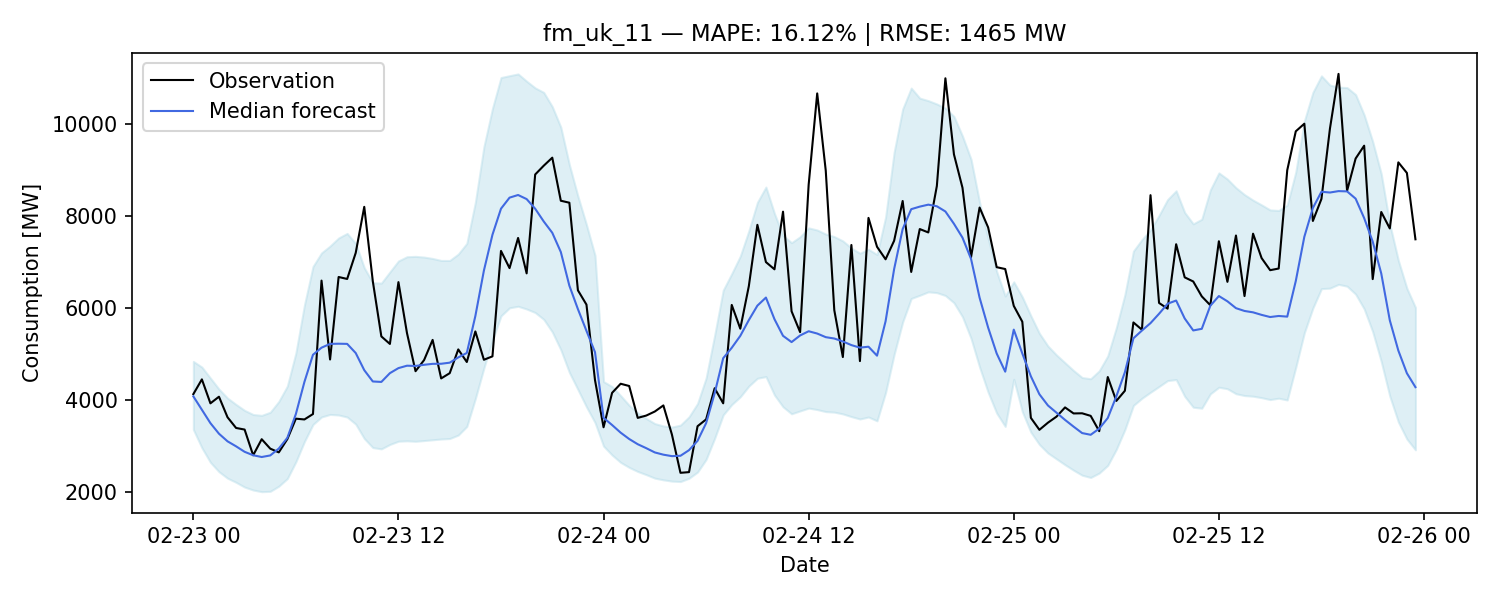 fm_uk_11 — MAPE: 16.12% | RMSE: 1465 MW
Observation
Median forecast
Consumption [MW]
10000
8000
6000
4000
2000
02-23 00
02-23 12
02-24 00
02-24 12
02-25 00
02-25 12
02-26 00
Date